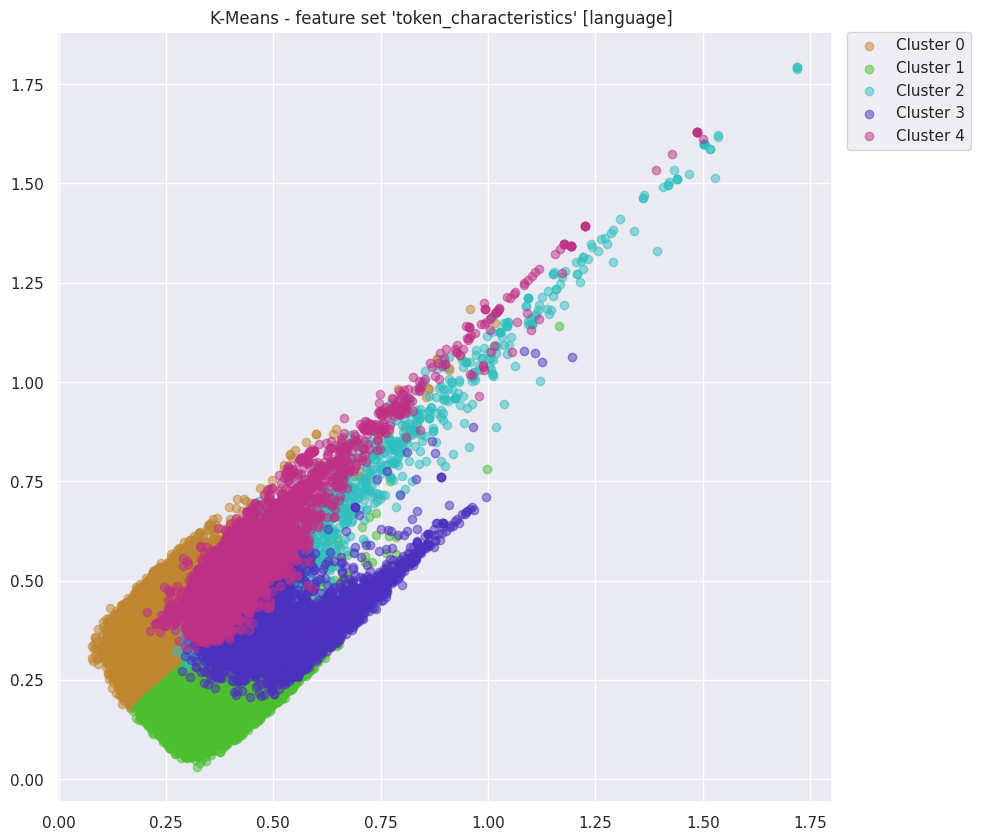 K-Means - feature set 'token_characteristics' [language]
Cluster 0
Cluster 1
Cluster 2
Cluster 3
Cluster 4
1.75
1.50
1.25
1.00
0.75
0.50
0.25
0.00
0.00 0.25 0.50 0.75 1.00 1.25 1.50 1.75